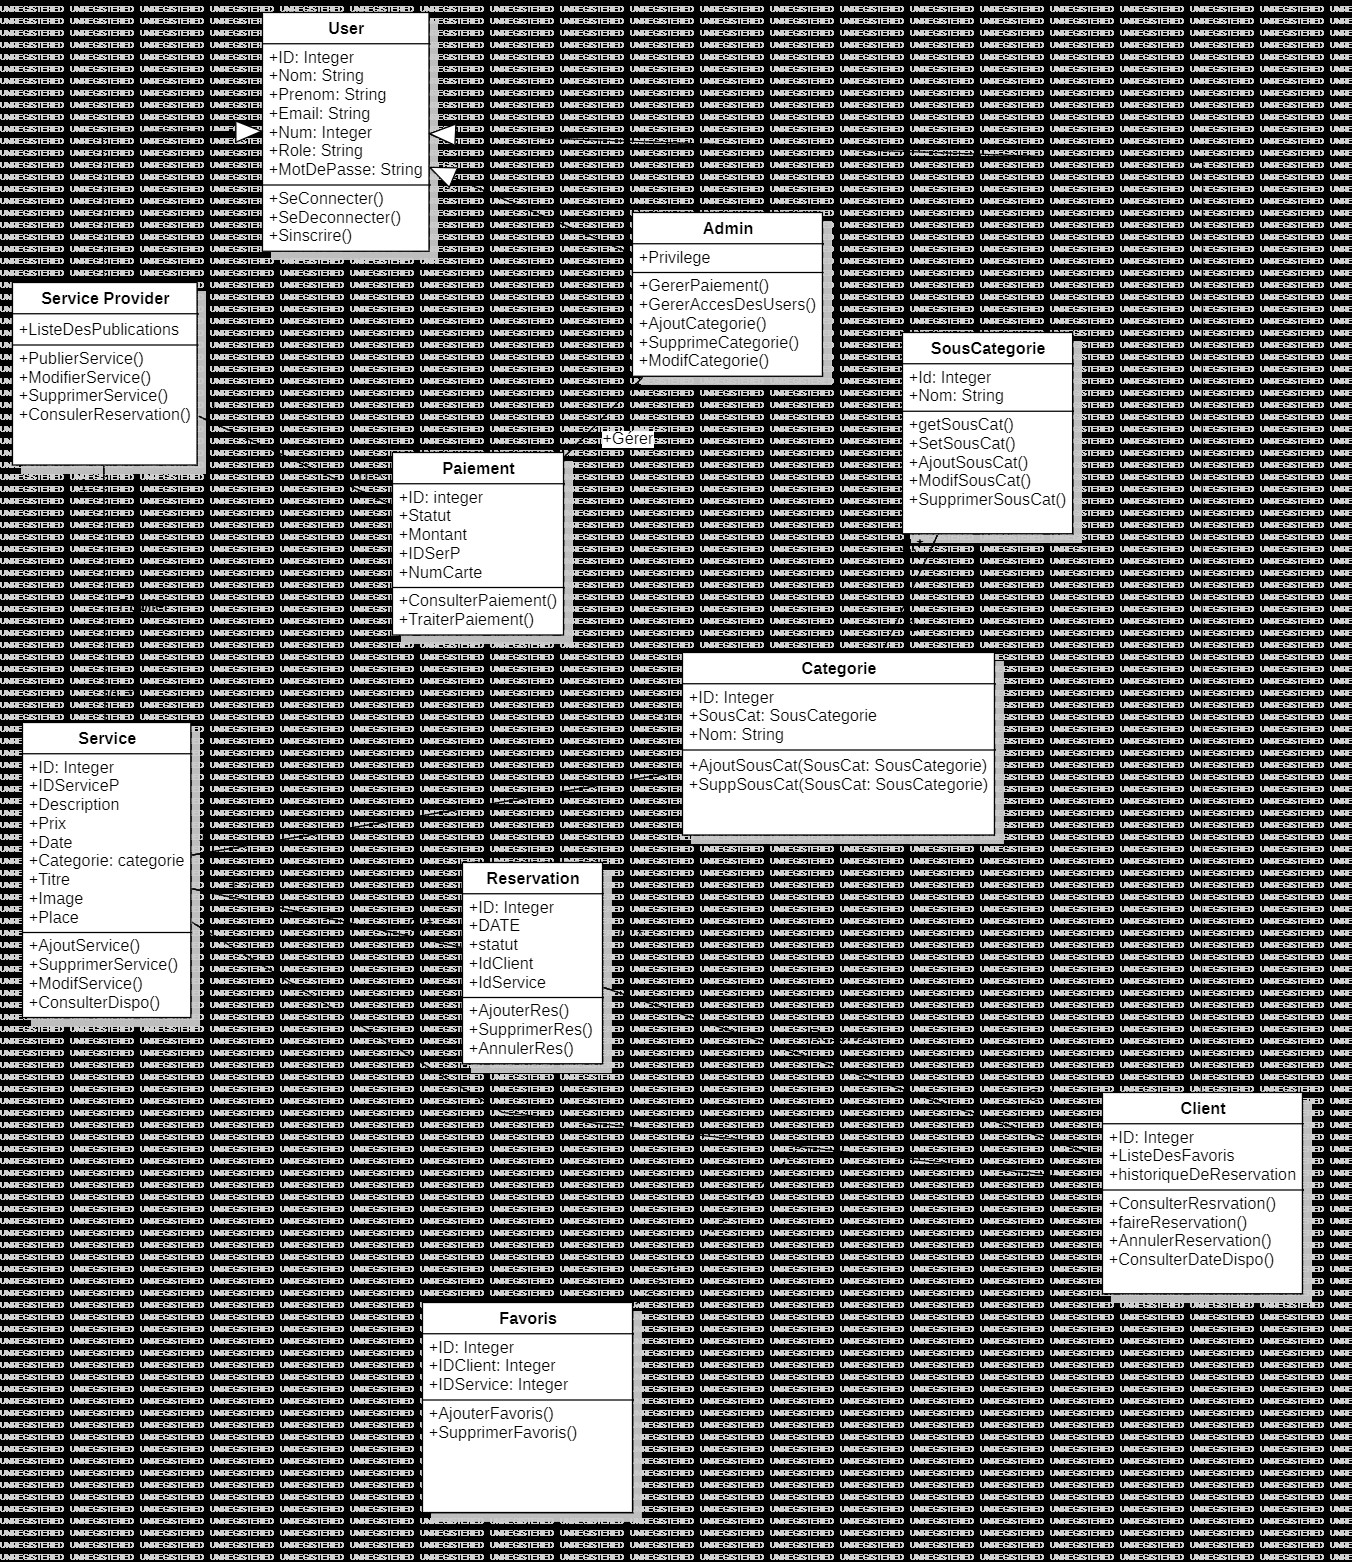 User
+ID: Integer
+Nom: String
+Prenom: String
+Email: String
+Num: Integer
+Role: String
+MotDePasse: String
+SeConnecter()
+SeDeconnecter()
+Sinscrire()
Admin
+Privilege
+GererPaiement()
+GererAccesDesUsers()
+AjoutCategorie()
+SupprimeCategorie()
+ModifCategorie()
Service Provider
+ListeDesPublications
+PublierService()
+ModifierService()
+SupprimerService()
+ConsulerReservation()
SousCategorie
+Id: Integer
+Nom: String
+getSousCat()
+SetSousCat()
+AjoutSousCat()
+ModifSousCat()
+SupprimerSousCat()
+Gérer
Paiement
+ID: integer
+Statut
+Montant
+IDSerP
+NumCarte
+ConsulterPaiement()
+TraiterPaiement()
Categorie
+ID: Integer
+SousCat: SousCategorie
+Nom: String
+AjoutSousCat(SousCat: SousCategorie)
+SuppSousCat(SousCat: SousCategorie)
Service
+ID: Integer
+IDServiceP
+Description
+Prix
+Date
+Categorie: categorie
+Titre
+Image
+Place
+AjoutService()
+SupprimerService()
+ModifService()
+ConsulterDispo()
Reservation
+ID: Integer
+DATE
+statut
+IdClient
+IdService
+AjouterRes()
+SupprimerRes()
+AnnulerRes()
Client
+ID: Integer
+ListeDesFavoris
+historiqueDeReservation
+ConsulterResrvation()
+faireReservation()
+AnnulerReservation()
+ConsulterDateDispo()
Favoris
+ID: Integer
+IDClient: Integer
+IDService: Integer
+AjouterFavoris()
+SupprimerFavoris()